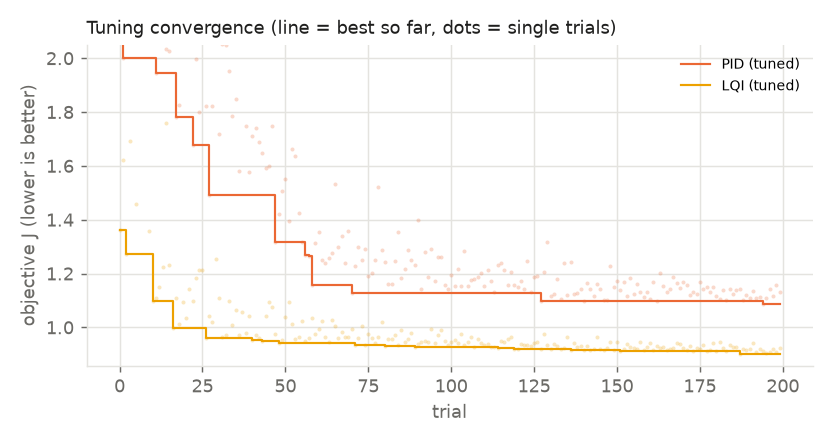 Tuning convergence (line = best so far, dots = single trials)
PID (tuned)
LQI (tuned)
objective J (lower is better)
2.0
1.8
1.6
1.4
1.2
1.0
0 25 50 75 100 125 150 175 200
trial